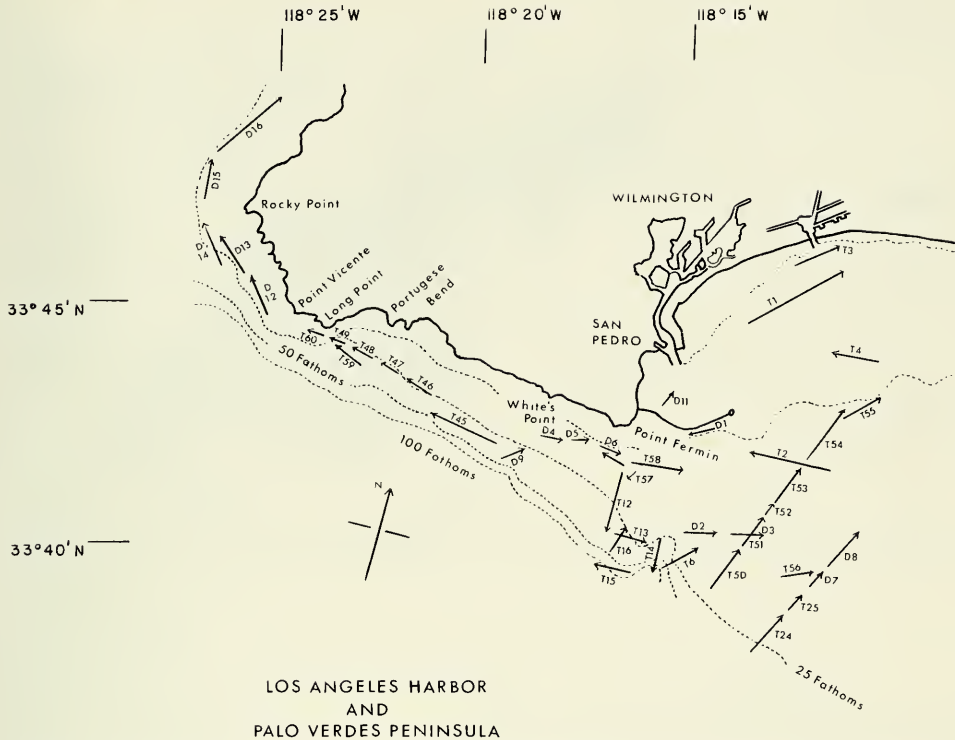 118° 25' W
118° 20' W
118° 15' W
D16
D15
Rocky Point
WILMINGTON
D13
D-14
D12
T3
33° 45' N
Point Vicente
Long Point
Portugese
Bend
T1
SAN
PEDRO
T60
T49
T48
T59
T47
T46
T4
50 Fathoms
D11
T55
White's
Point
T45
D4
D5
D6
Point Fermin
D1
T54
100 Fathoms
D9
T58
T2
T57
T53
N
T12
T52
33° 40' N
T13
D2
D3
T51
T16
T14
T6
D8
T15
T5D
T56
D7
T25
T24
25 Fathoms
LOS ANGELES HARBOR
AND
PALO VERDES PENINSULA